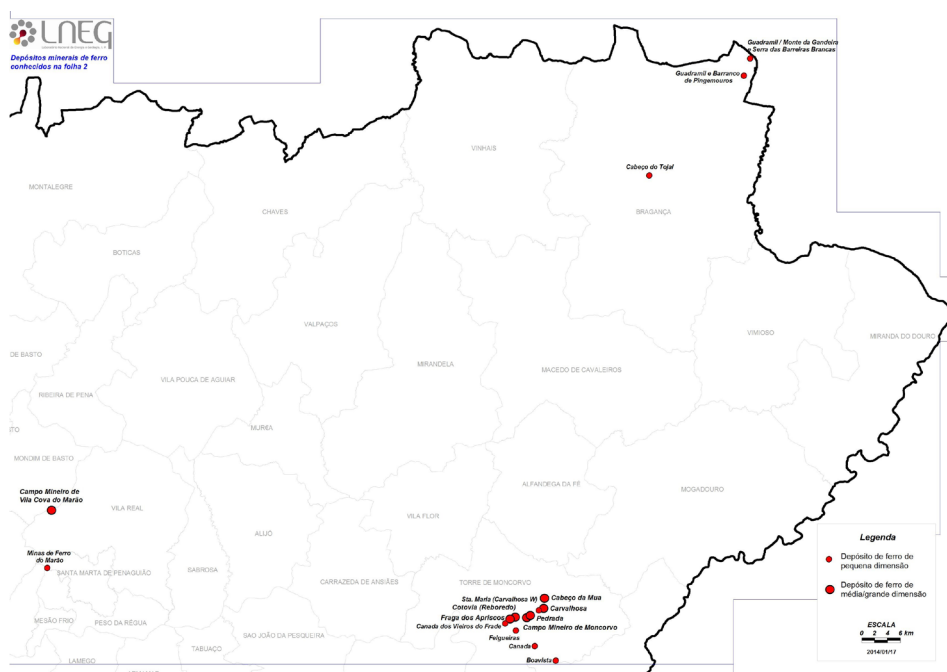 LNEG
Depósitos minerais de ferro
conhecidos na folha 2
Guadramil / Monte da Gandeira
e Serra das Barreiras Brancas
Guadramil e Barranco
de Pingemouros
VINHAIS
Cabeço do Tojal
MONTALEGRE
CHAVES
BRAGANÇA
BOTICAS
VALPAÇOS
VIMIOSO
MIRANDA DO DOURO
DE BASTO
MIRANDELA
MACEDO DE CAVALEIROS
VILA POUCA DE AGUIAR
RIBEIRA DE PENA
TO
MURÇA
MONDIM DE BASTO
ALFANDEGA DA FÉ
MOGADOURO
Campo Mineiro de
Vila Cova do Marão
VILA REAL
VILA FLOR
ALIJÓ
Minas de Ferro
do Marão
SANTA MARTA DE PENAGUIÃO
SABROSA
CARRAZEDA DE ANSIÃES
TORRE DE MONCORVO
Sta. Maria (Carvalhosa W)
Cabeço da Mua
Cotovia (Reboredo)
Carvalhosa
Fraga dos Apriscos
Pedrada
Canada dos Vieiros do Frade
Campo Mineiro de Moncorvo
Felgueiras
Canada
Boavista
MESÃO FRIO
PESO DA RÉGUA
SAO JOÃO DA PESQUEIRA
TABUAÇO
LAMEGO
Legenda
Depósito de ferro de
pequena dimensão
Depósito de ferro de
média/grande dimensão
ESCALA
0 2 4 6 km
2014/01/17